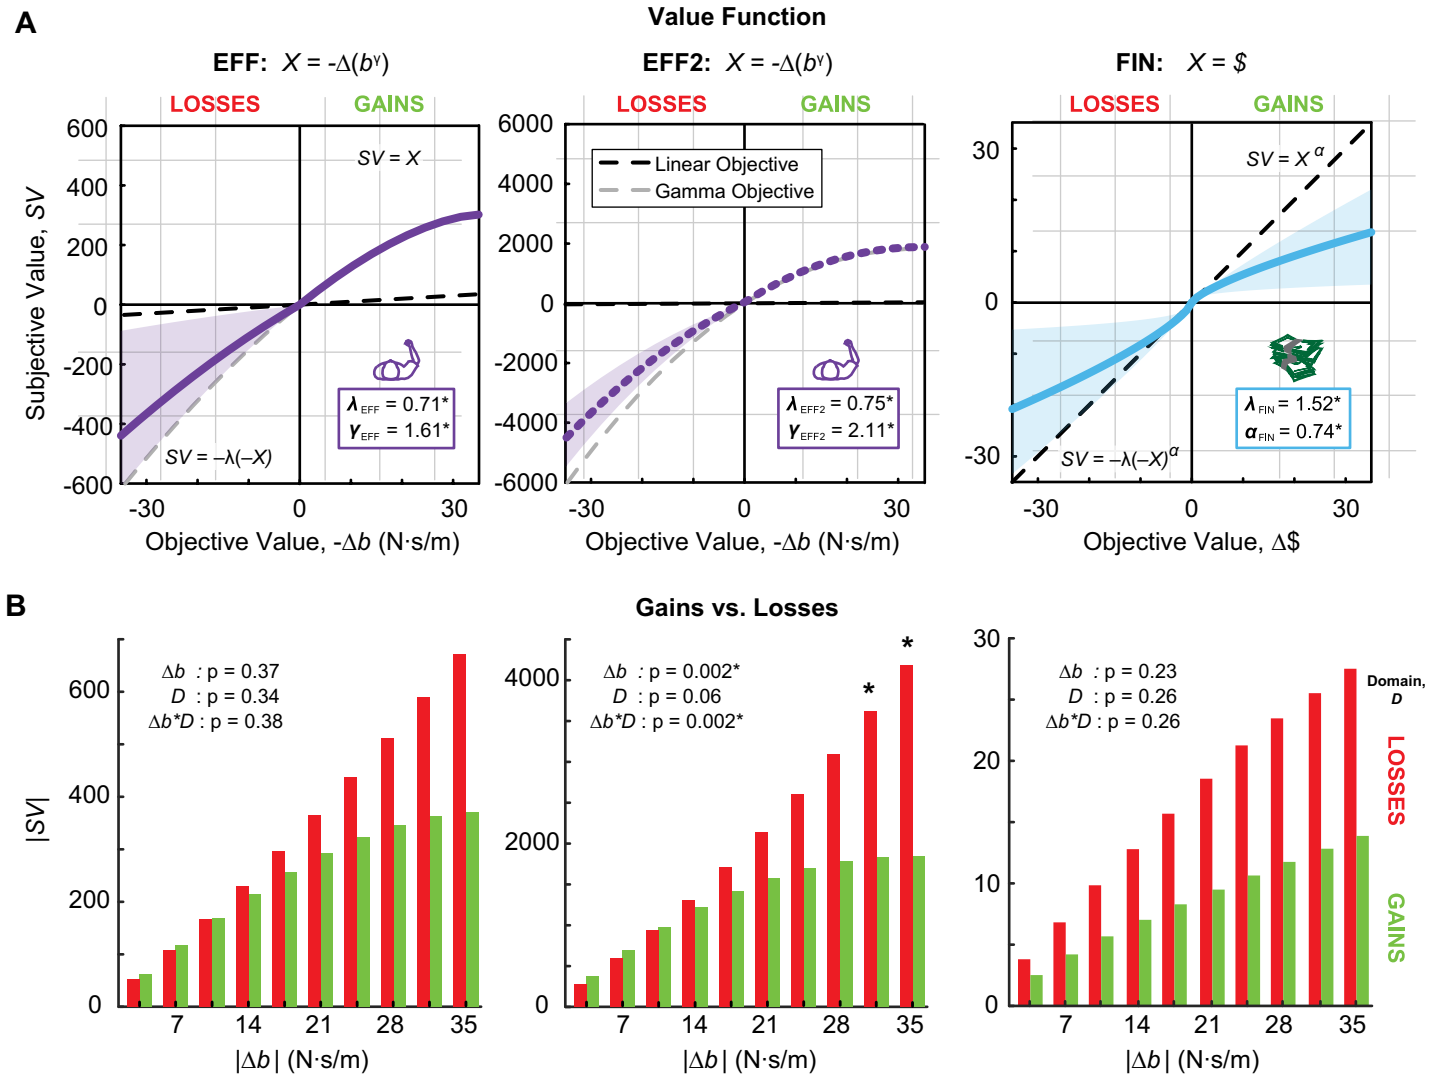 A
Value Function
EFF: X = -Δ(bᵞ)
EFF2: X = -Δ(bᵞ)
FIN: X = $
LOSSES GAINS
LOSSES GAINS
LOSSES GAINS
Subjective Value, SV
600
400
200
0
-200
-400
-600
SV = X
SV = –λ(–X)
λEFF = 0.71*
γEFF = 1.61*
-30 0 30
Objective Value, -Δb (N·s/m)
6000
4000
2000
0
-2000
-4000
-6000
Linear Objective
Gamma Objective
λEFF2 = 0.75*
γEFF2 = 2.11*
-30 0 30
Objective Value, -Δb (N·s/m)
30
0
-30
SV = X^α
SV = –λ(–X)^α
λFIN = 1.52*
αFIN = 0.74*
-30 0 30
Objective Value, Δ$
B
Gains vs. Losses
|SV|
600
400
200
0
Δb : p = 0.37
D : p = 0.34
Δb*D : p = 0.38
7 14 21 28 35
|Δb| (N·s/m)
4000
2000
0
Δb : p = 0.002*
D : p = 0.06
Δb*D : p = 0.002*
*
*
7 14 21 28 35
|Δb| (N·s/m)
30
20
10
0
Δb : p = 0.23
D : p = 0.26
Δb*D : p = 0.26
7 14 21 28 35
|Δb| (N·s/m)
Domain,
D
LOSSES
GAINS